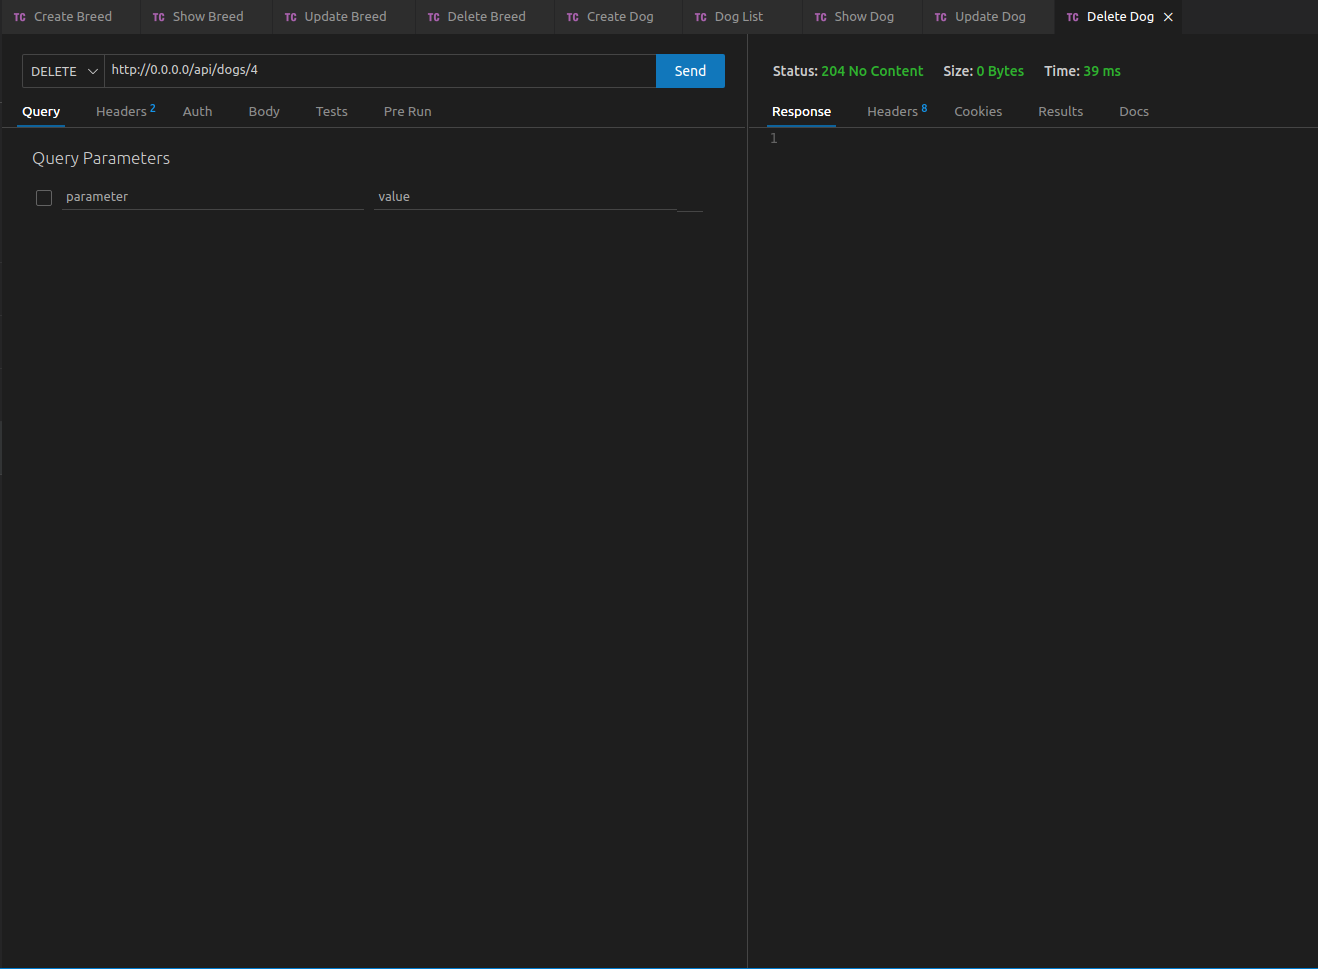 TC Create Breed TC Show Breed TC Update Breed TC Delete Breed TC Create Dog TC Dog List TC Show Dog TC Update Dog TC Delete Dog
DELETE http://0.0.0.0/api/dogs/4 Send
Query Headers 2 Auth Body Tests Pre Run
Query Parameters
parameter value
Status: 204 No Content Size: 0 Bytes Time: 39 ms
Response Headers 8 Cookies Results Docs
1